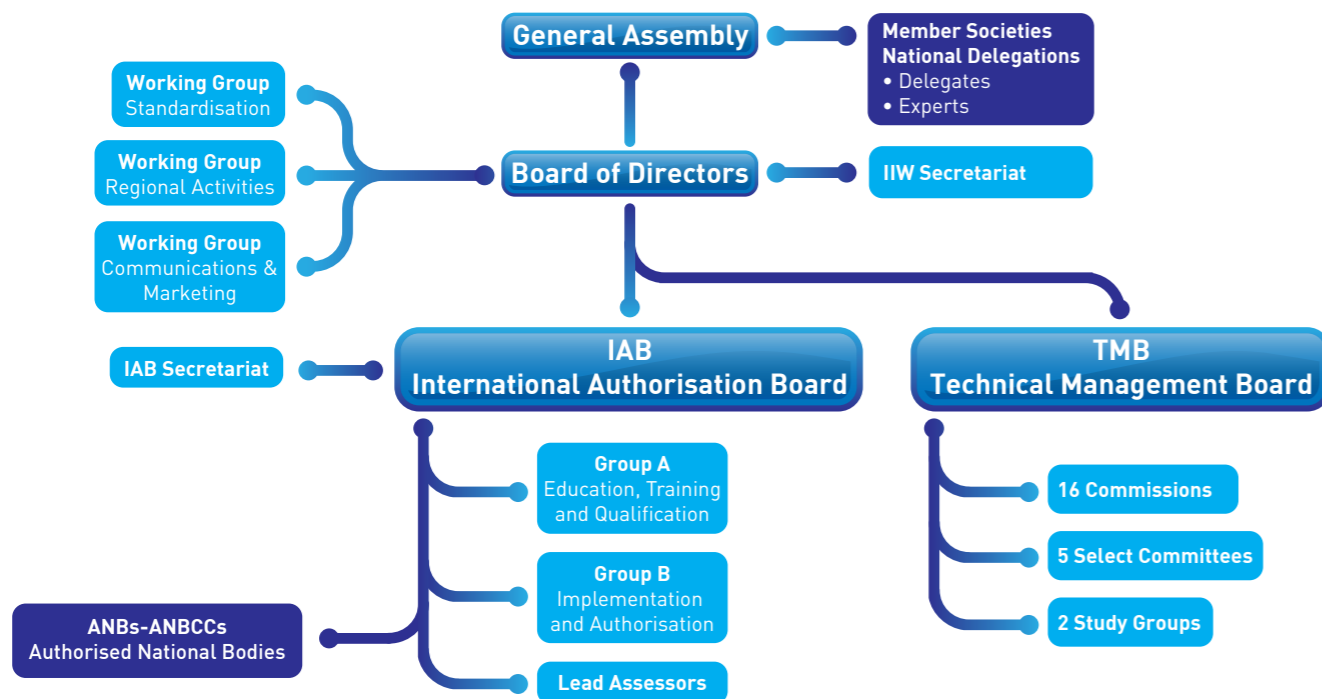 General Assembly
Member Societies
National Delegations
• Delegates
• Experts
Working Group
Standardisation
Working Group
Regional Activities
Working Group
Communications &
Marketing
Board of Directors
IIW Secretariat
IAB Secretariat
IAB
International Authorisation Board
TMB
Technical Management Board
Group A
Education, Training
and Qualification
Group B
Implementation
and Authorisation
Lead Assessors
ANBs-ANBCCs
Authorised National Bodies
16 Commissions
5 Select Committees
2 Study Groups